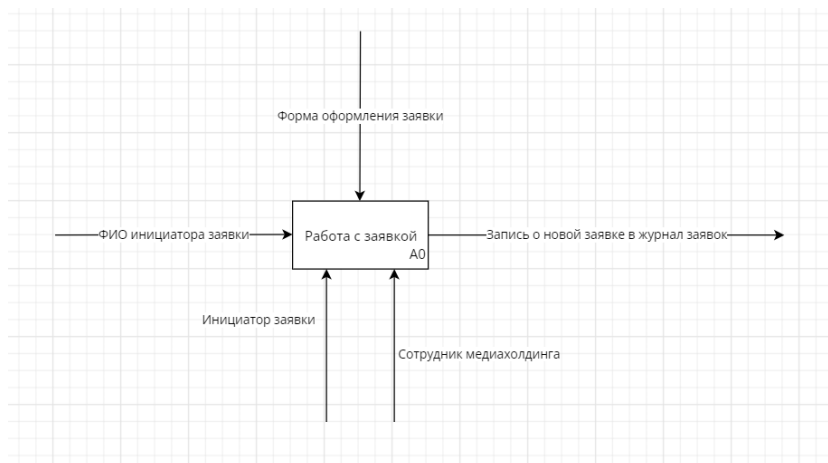 Форма оформления заявки
ФИО инициатора заявки
Работа с заявкой
A0
Запись о новой заявке в журнал заявок
Инициатор заявки
Сотрудник медиахолдинга